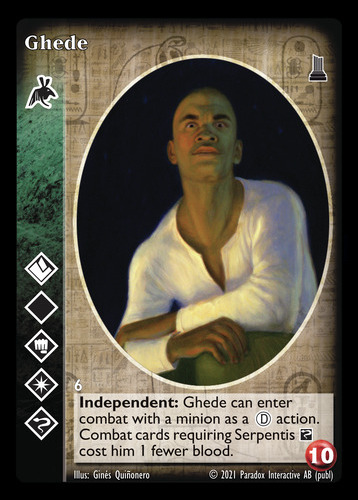 Ghede
6
Independent: Ghede can enter
combat with a minion as a Ⓓ action.
Combat cards requiring Serpentis
cost him 1 fewer blood.
10
Illus: Ginés Quiñonero © 2021 Paradox Interactive AB (publ)